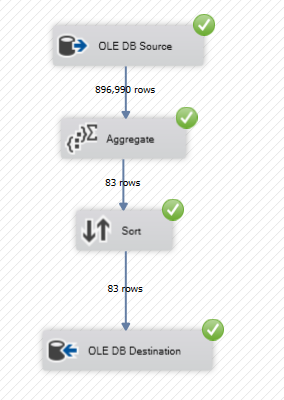 OLE DB Source
896,990 rows
Aggregate
83 rows
Sort
83 rows
OLE DB Destination